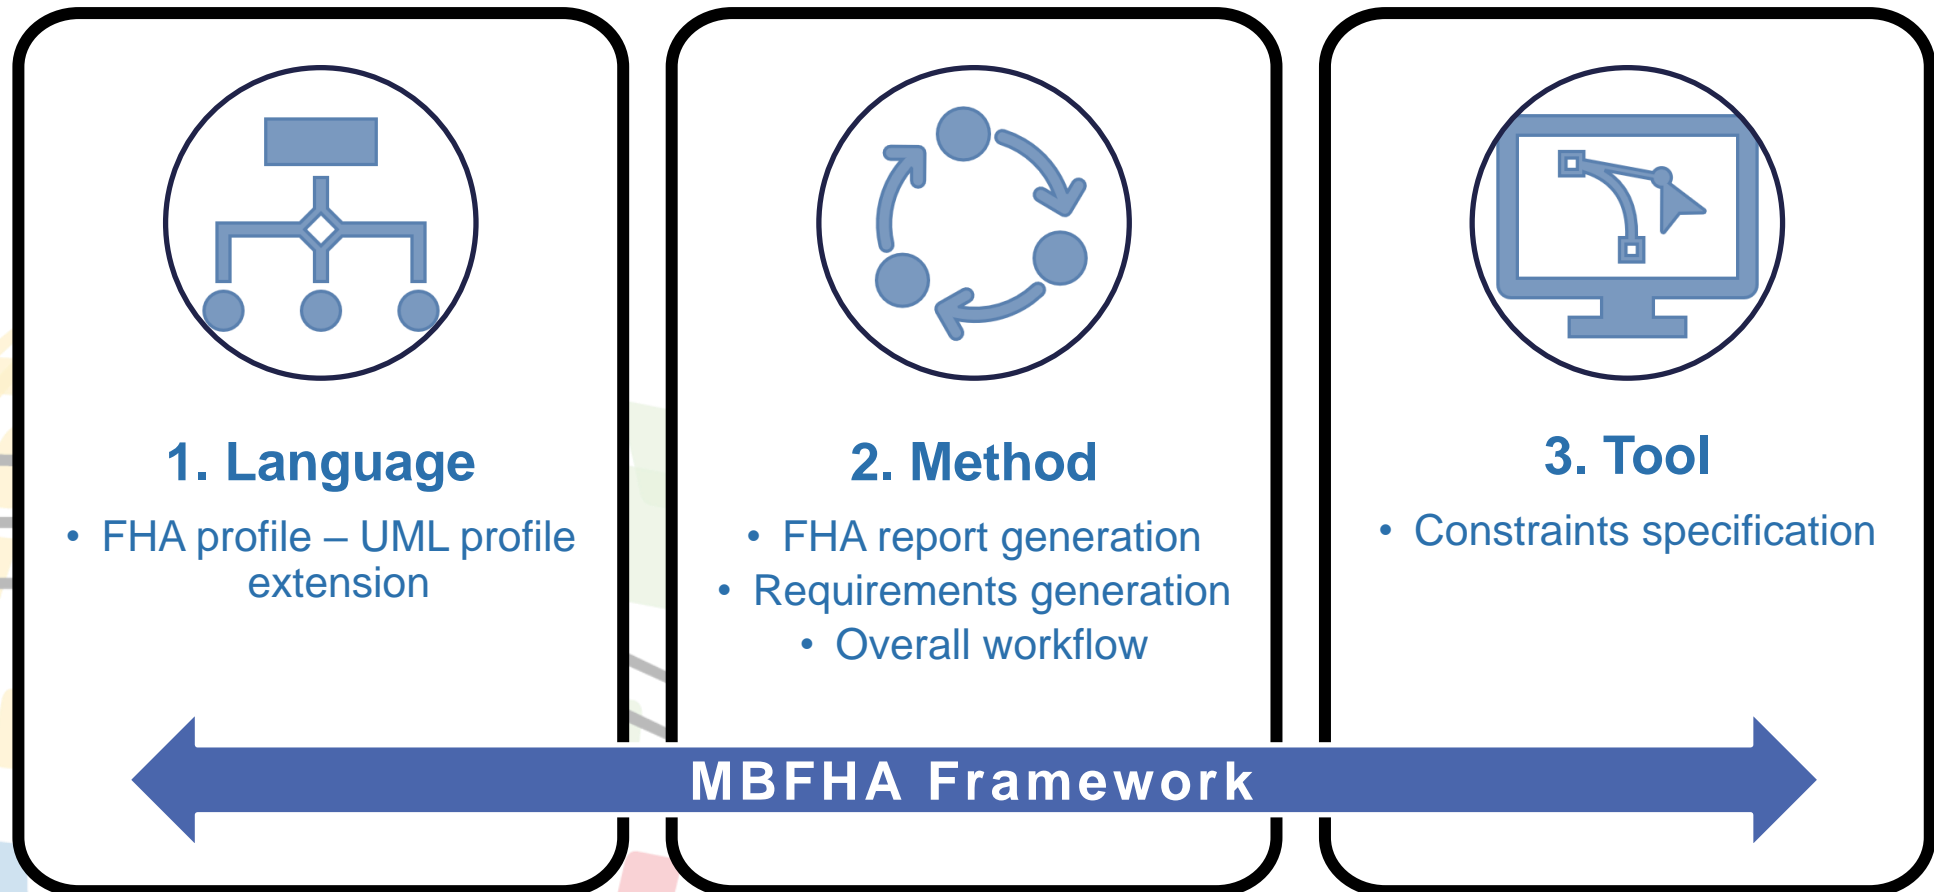 1. Language
• FHA profile – UML profile
extension
2. Method
• FHA report generation
• Requirements generation
• Overall workflow
3. Tool
• Constraints specification
MBFHA Framework